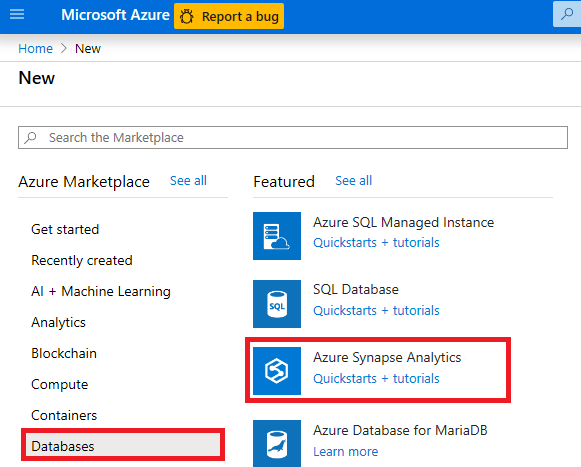 Microsoft Azure
Report a bug
Home > New
New
Search the Marketplace
Azure Marketplace See all
Get started
Recently created
AI + Machine Learning
Analytics
Blockchain
Compute
Containers
Databases
Featured See all
Azure SQL Managed Instance
Quickstarts + tutorials
SQL
SQL Database
Quickstarts + tutorials
Azure Synapse Analytics
Quickstarts + tutorials
Azure Database for MariaDB
Learn more